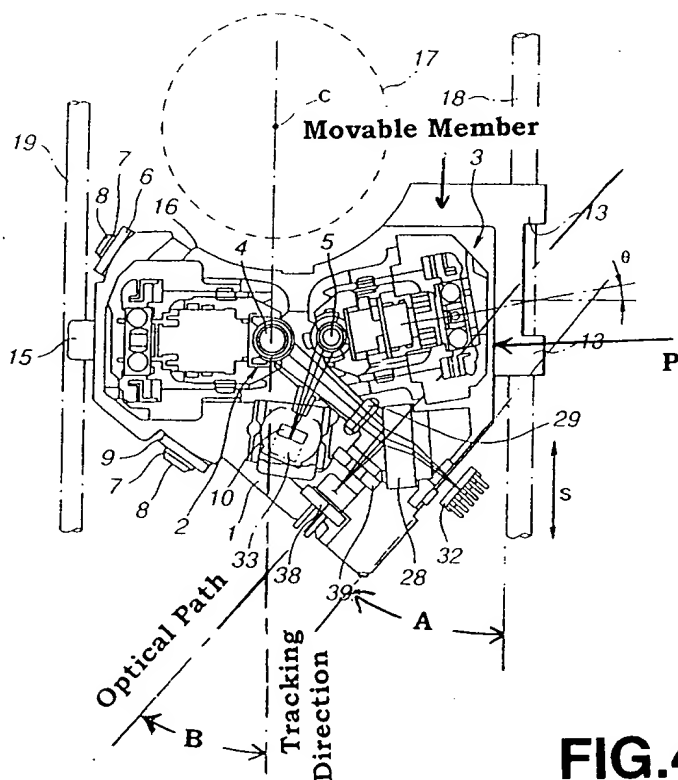 17
18
C
Movable Member
19
7
6
8
16
3
4
5
13
θ
15
13
P
9
7
8
2
10
1
33
38
39
28
29
32
S
A
Optical Path
Tracking
Direction
B
FIG.4